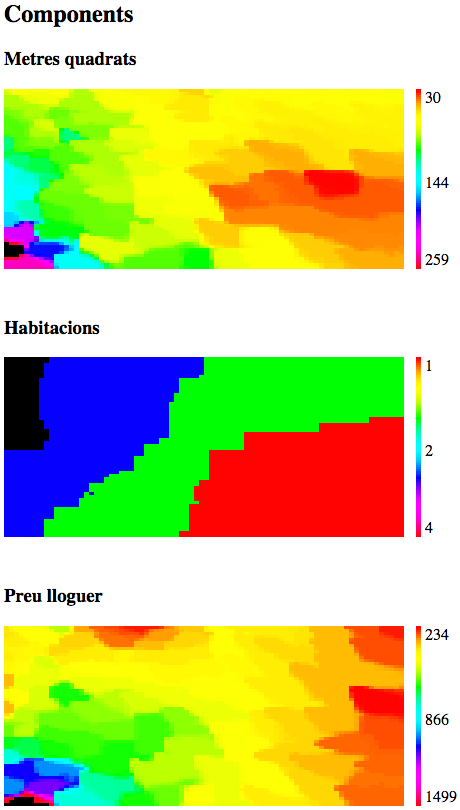 Components
Metres quadrats
30
144
259
Habitacions
1
2
4
Preu lloguer
234
866
1499